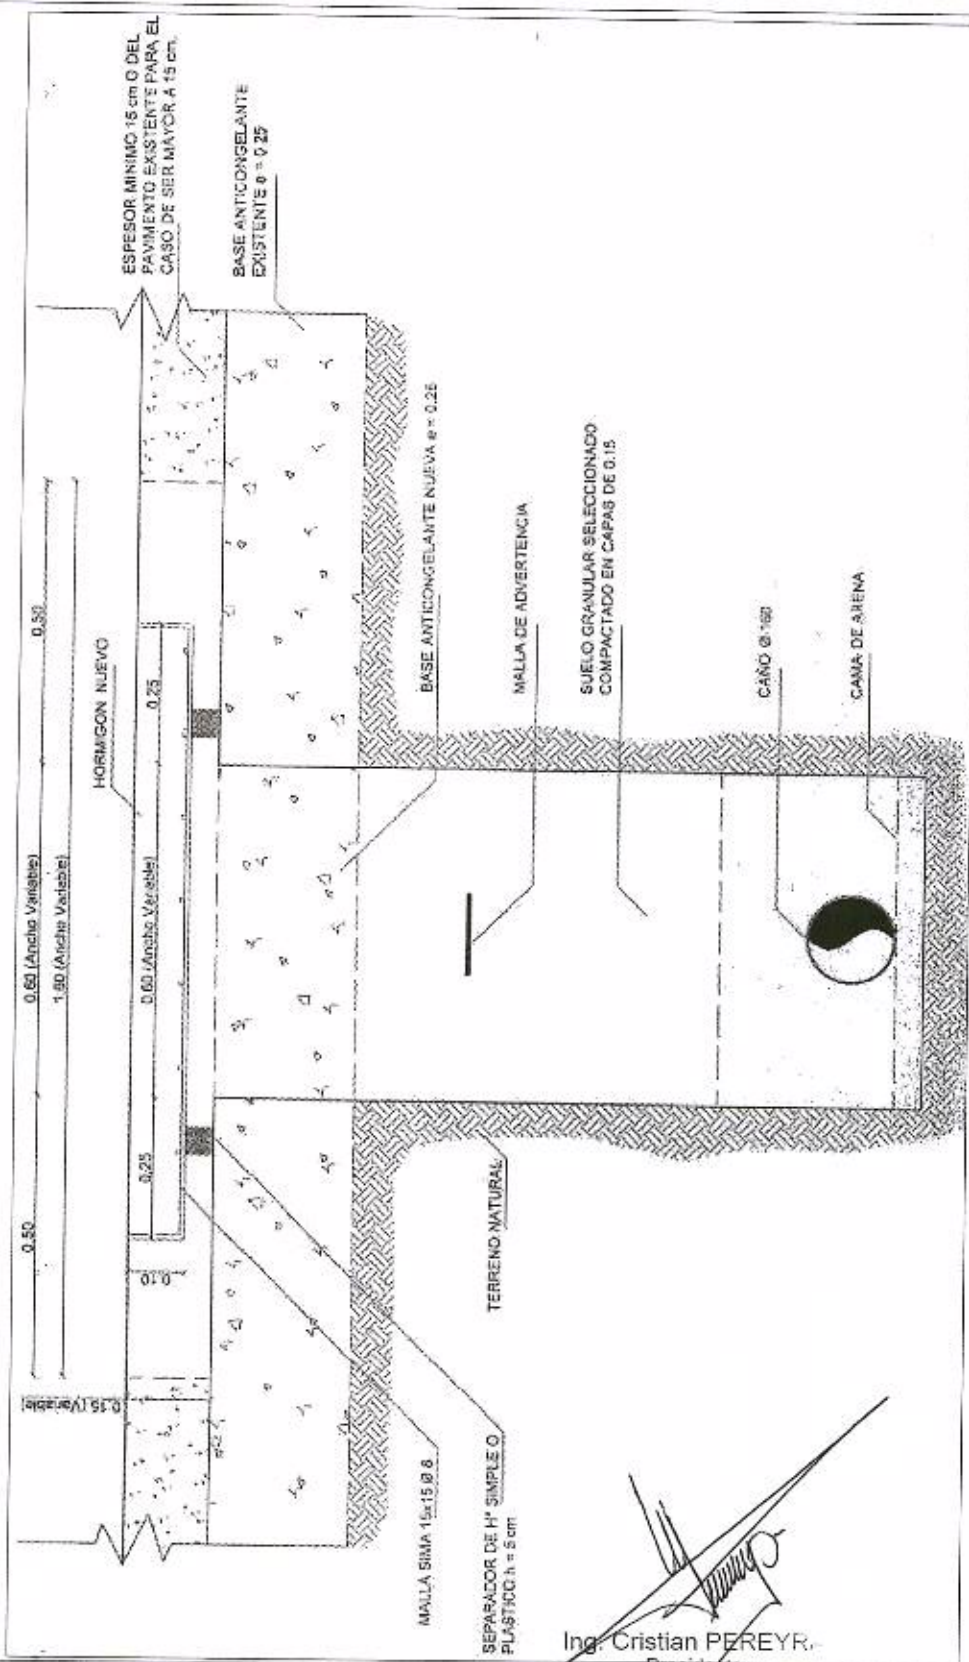 0.50
0.60 (Ancho Variable)
0.50
1.60 (Ancho Variable)
0.15 (Variable)
HORMIGON NUEVO
0.25
0.60 (Ancho Variable)
0.25
0.10
ESPESOR MINIMO 15 cm O DEL
PAVIMENTO EXISTENTE PARA EL
CASO DE SER MAYOR A 15 cm.
BASE ANTICONGELANTE
EXISTENTE e = 0.25
BASE ANTICONGELANTE NUEVA e = 0.25
MALLA DE ADVERTENCIA
SUELO GRANULAR SELECCIONADO
COMPACTADO EN CAPAS DE 0.15
CAÑO Ø 160
CAMA DE ARENA
TERRENO NATURAL
MALLA SIMA 15x15 Ø 8
SEPARADOR DE Hº SIMPLE O
PLASTICO h = 5 cm
Ing. Cristian PEREYR